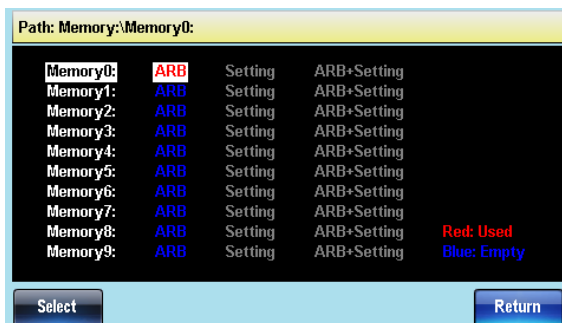 Path: Memory:\Memory0:
Memory0: ARB Setting ARB+Setting
Memory1: ARB Setting ARB+Setting
Memory2: ARB Setting ARB+Setting
Memory3: ARB Setting ARB+Setting
Memory4: ARB Setting ARB+Setting
Memory5: ARB Setting ARB+Setting
Memory6: ARB Setting ARB+Setting
Memory7: ARB Setting ARB+Setting
Memory8: ARB Setting ARB+Setting Red: Used
Memory9: ARB Setting ARB+Setting Blue: Empty
Select Return